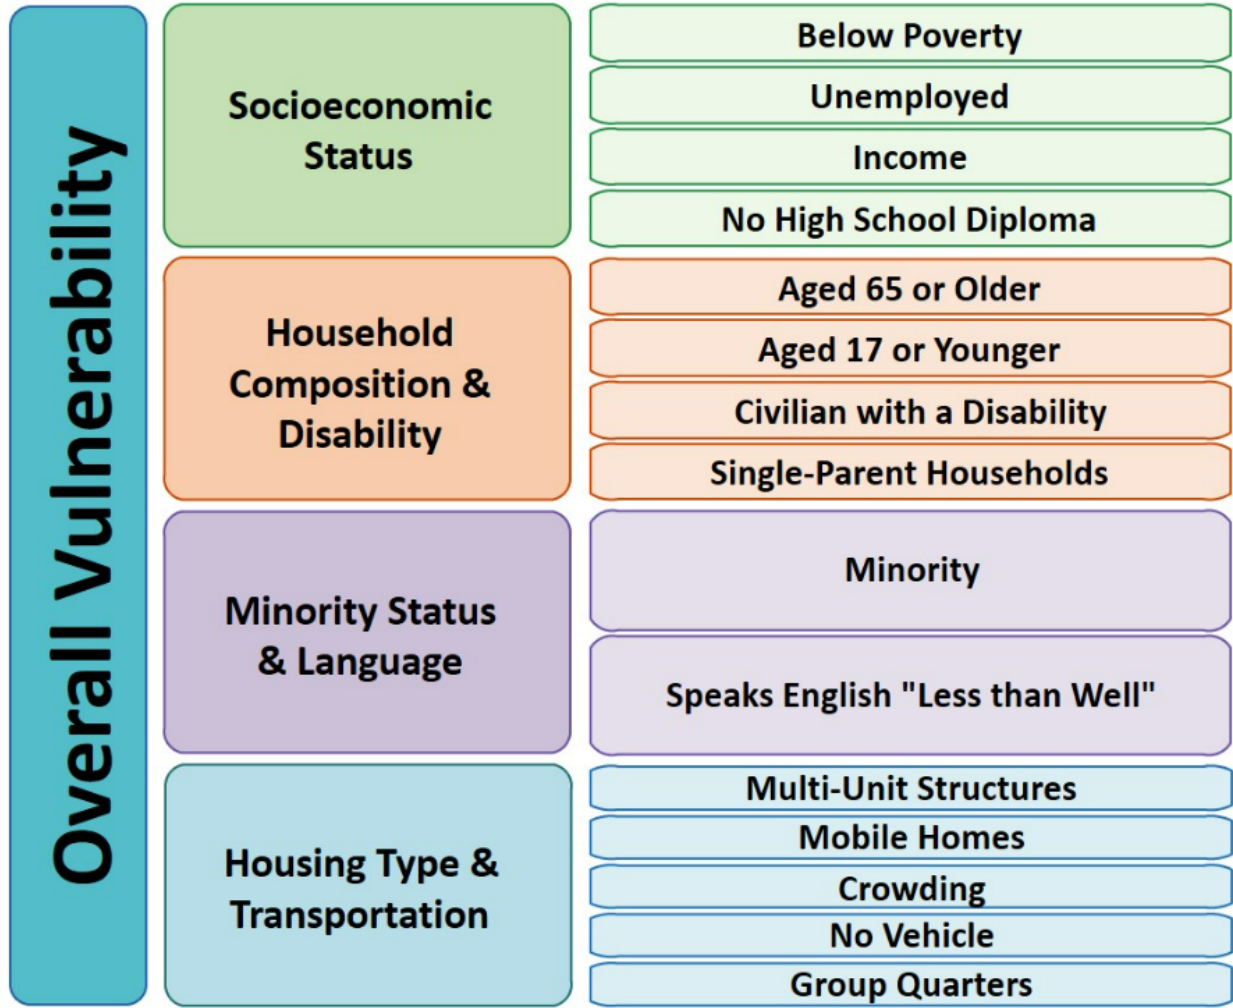 Overall Vulnerability
Socioeconomic
Status
Below Poverty
Unemployed
Income
No High School Diploma
Household
Composition &
Disability
Aged 65 or Older
Aged 17 or Younger
Civilian with a Disability
Single-Parent Households
Minority Status
& Language
Minority
Speaks English "Less than Well"
Housing Type &
Transportation
Multi-Unit Structures
Mobile Homes
Crowding
No Vehicle
Group Quarters